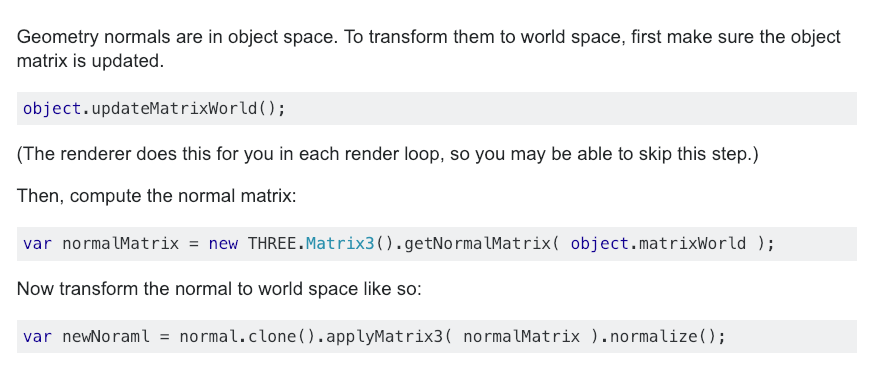 Geometry normals are in object space. To transform them to world space, first make sure the object
matrix is updated.
object.updateMatrixWorld();
(The renderer does this for you in each render loop, so you may be able to skip this step.)
Then, compute the normal matrix:
var normalMatrix = new THREE.Matrix3().getNormalMatrix( object.matrixWorld );
Now transform the normal to world space like so:
var newNoraml = normal.clone().applyMatrix3( normalMatrix ).normalize();